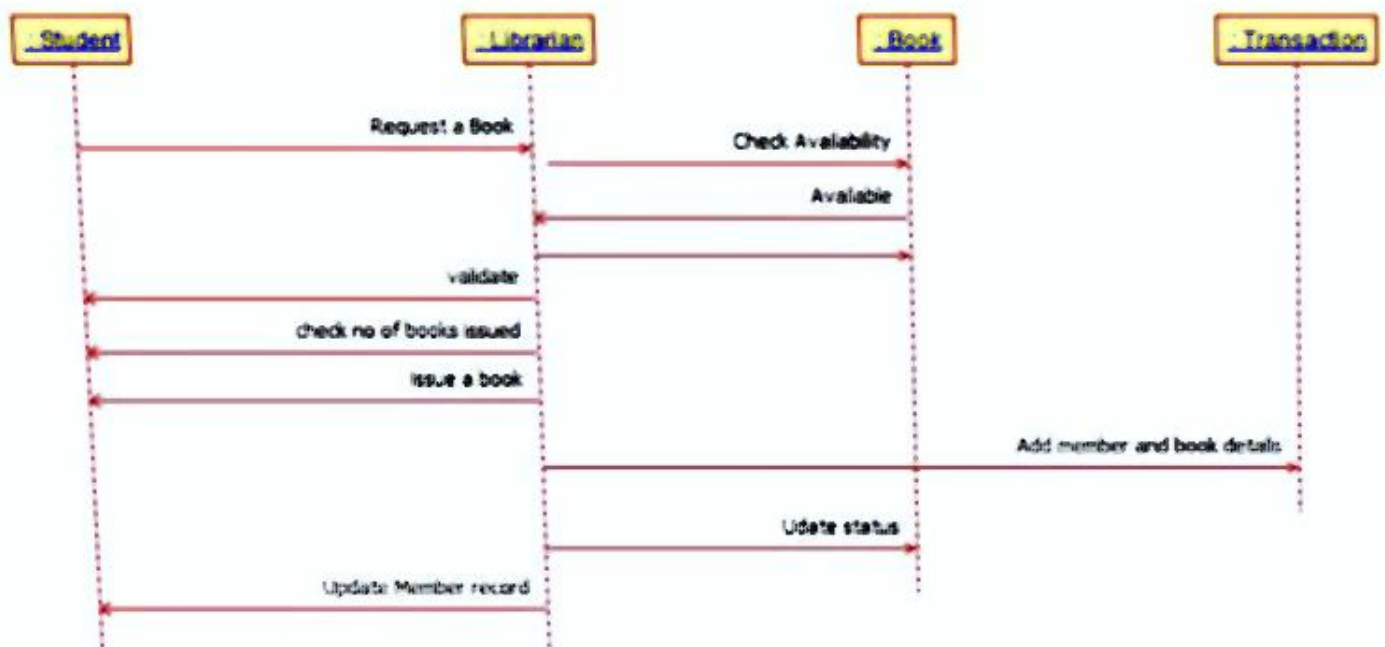 : Student
: Librarian
: Book
: Transaction
Request a Book
Check Availability
Available
validate
check no of books issued
Issue a book
Add member and book details
Udate status
Update Member record